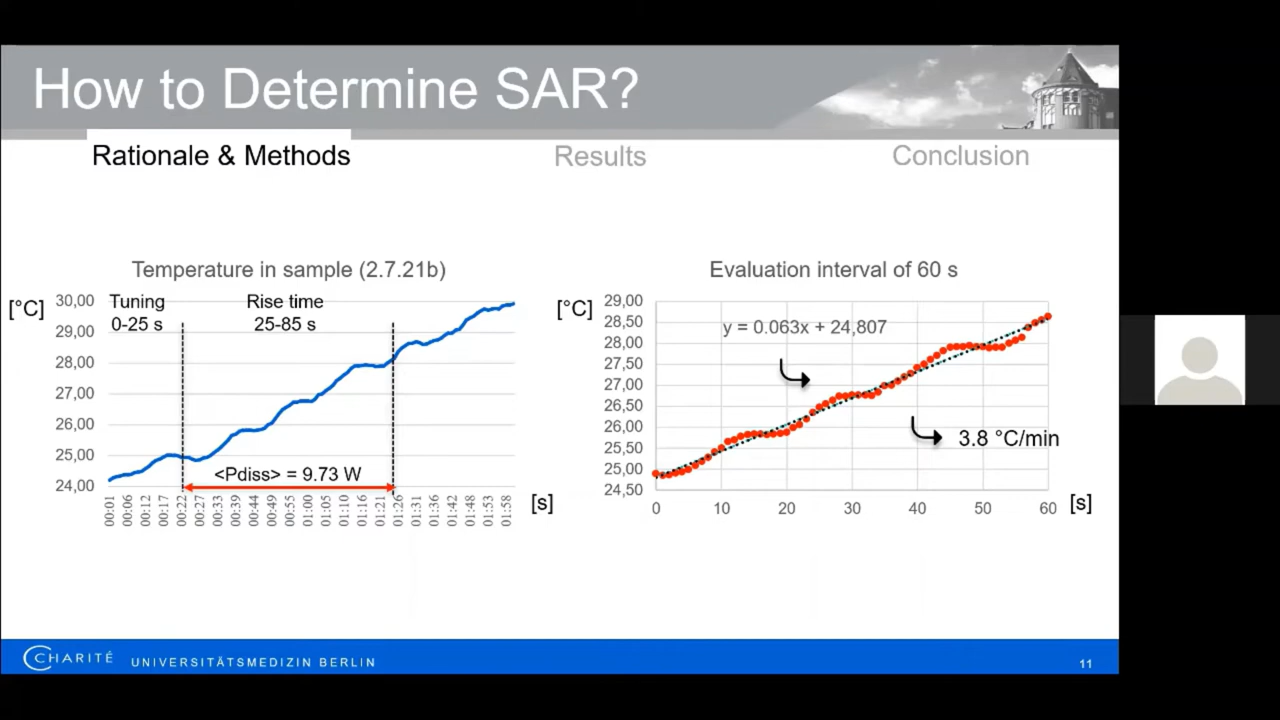 How to Determine SAR?
Rationale & Methods
Results
Conclusion
Temperature in sample (2.7.21b)
[°C]
30,00
29,00
28,00
27,00
26,00
25,00
24,00
Tuning
0-25 s
Rise time
25-85 s
<Pdiss> = 9.73 W
00:01
00:06
00:12
00:17
00:22
00:27
00:33
00:39
00:44
00:49
00:55
01:00
01:05
01:10
01:16
01:21
01:26
01:31
01:36
01:42
01:48
01:53
01:58
[s]
Evaluation interval of 60 s
[°C]
29,00
28,50
28,00
27,50
27,00
26,50
26,00
25,50
25,00
24,50
y = 0.063x + 24,807
3.8 °C/min
0
10
20
30
40
50
60
[s]
CHARITÉ UNIVERSITÄTSMEDIZIN BERLIN
11